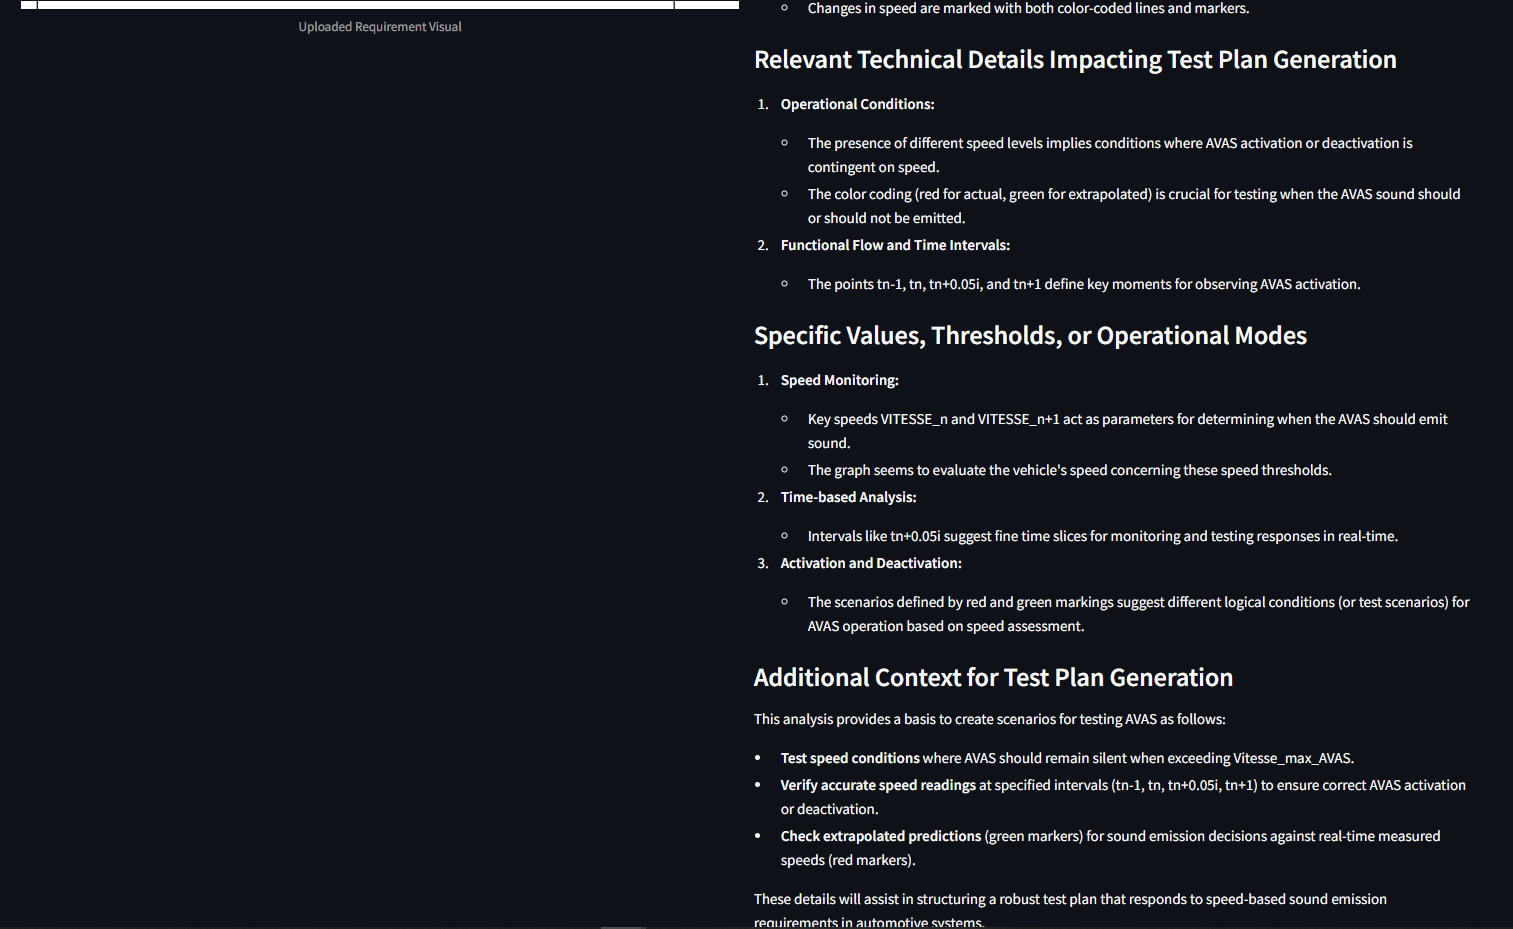 Uploaded Requirement Visual
Changes in speed are marked with both color-coded lines and markers.
Relevant Technical Details Impacting Test Plan Generation
1. Operational Conditions:
The presence of different speed levels implies conditions where AVAS activation or deactivation is
contingent on speed.
The color coding (red for actual, green for extrapolated) is crucial for testing when the AVAS sound should
or should not be emitted.
2. Functional Flow and Time Intervals:
The points tn-1, tn, tn+0.05i, and tn+1 define key moments for observing AVAS activation.
Specific Values, Thresholds, or Operational Modes
1. Speed Monitoring:
Key speeds VITESSE_n and VITESSE_n+1 act as parameters for determining when the AVAS should emit
sound.
The graph seems to evaluate the vehicle's speed concerning these speed thresholds.
2. Time-based Analysis:
Intervals like tn+0.05i suggest fine time slices for monitoring and testing responses in real-time.
3. Activation and Deactivation:
The scenarios defined by red and green markings suggest different logical conditions (or test scenarios) for
AVAS operation based on speed assessment.
Additional Context for Test Plan Generation
This analysis provides a basis to create scenarios for testing AVAS as follows:
Test speed conditions where AVAS should remain silent when exceeding Vitesse_max_AVAS.
Verify accurate speed readings at specified intervals (tn-1, tn, tn+0.05i, tn+1) to ensure correct AVAS activation
or deactivation.
Check extrapolated predictions (green markers) for sound emission decisions against real-time measured
speeds (red markers).
These details will assist in structuring a robust test plan that responds to speed-based sound emission
requirements in automotive systems.